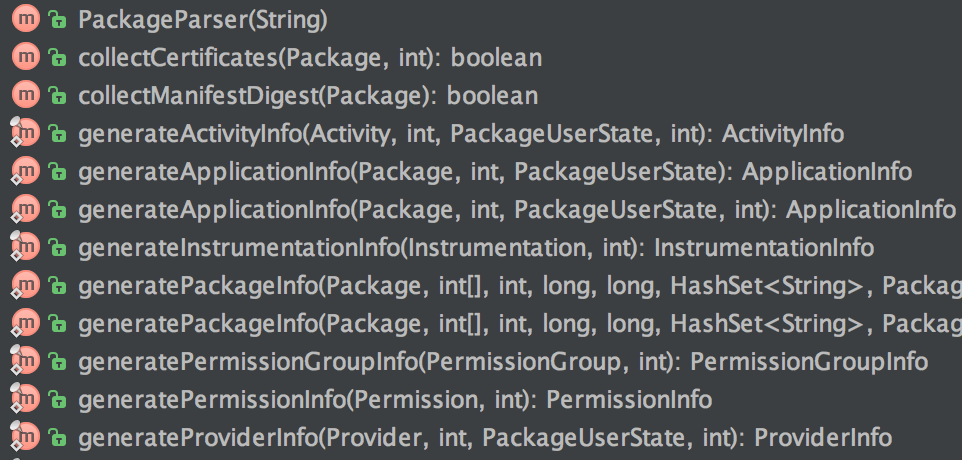 m PackageParser(String)
m collectCertificates(Package, int): boolean
m collectManifestDigest(Package): boolean
m generateActivityInfo(Activity, int, PackageUserState, int): ActivityInfo
m generateApplicationInfo(Package, int, PackageUserState): ApplicationInfo
m generateApplicationInfo(Package, int, PackageUserState, int): ApplicationInfo
m generateInstrumentationInfo(Instrumentation, int): InstrumentationInfo
m generatePackageInfo(Package, int[], int, long, long, HashSet<String>, Packag
m generatePackageInfo(Package, int[], int, long, long, HashSet<String>, Packag
m generatePermissionGroupInfo(PermissionGroup, int): PermissionGroupInfo
m generatePermissionInfo(Permission, int): PermissionInfo
m generateProviderInfo(Provider, int, PackageUserState, int): ProviderInfo